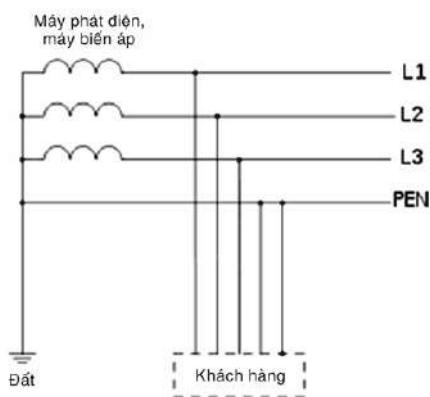 Máy phát điện,
máy biến áp
L1
L2
L3
PEN
Đất
Khách hàng